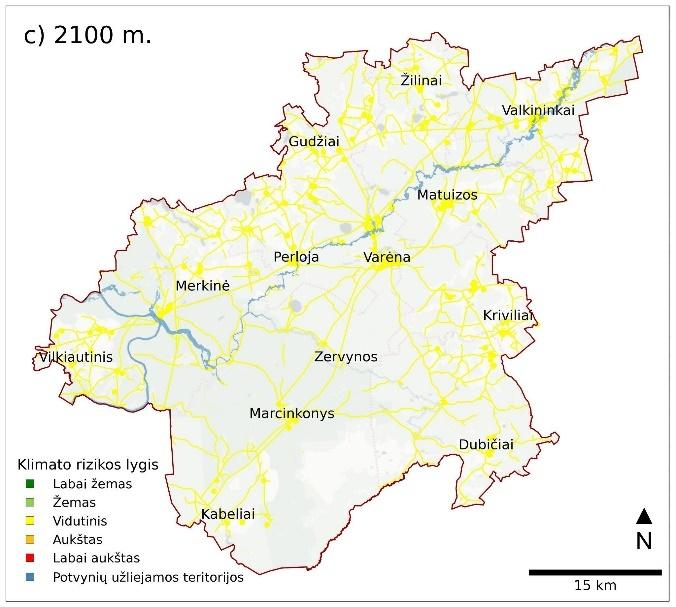 c) 2100 m.
Žilinai
Valkininkai
Gudžiai
Matuizos
Perloja
Varėna
Merkinė
Kriviliai
Vilkiautinis
Zervynos
Marcinkonys
Dubičiai
Klimato rizikos lygis
Labai žemas
Žemas
Vidutinis
Aukštas
Labai aukštas
Potvynių užliejamos teritorijos
Kabeliai
N
15 km